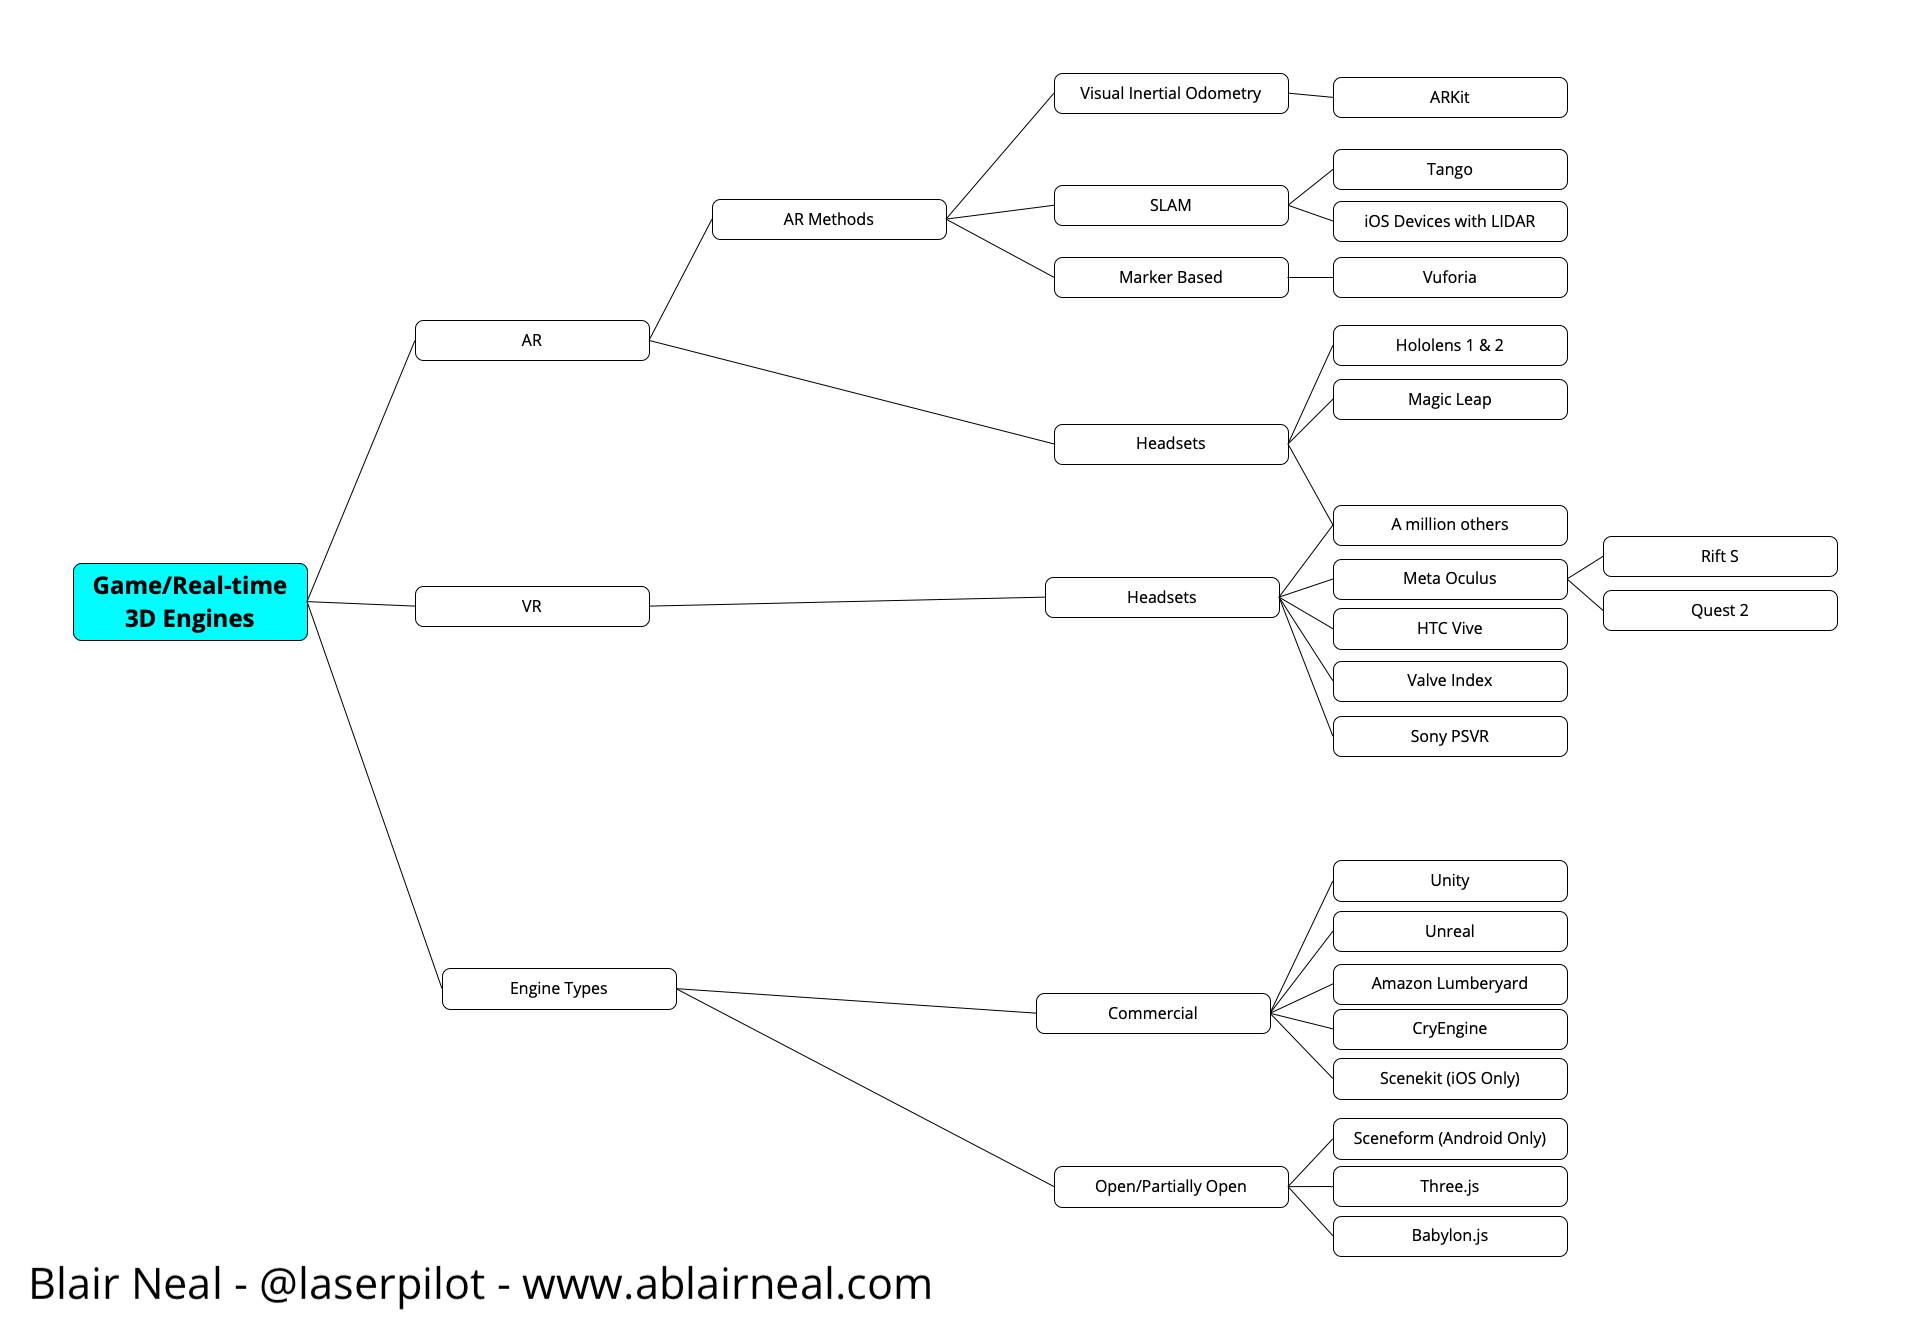 Visual Inertial Odometry
ARKit
Tango
SLAM
iOS Devices with LIDAR
AR Methods
Marker Based
Vuforia
AR
Hololens 1 & 2
Magic Leap
Headsets
A million others
Game/Real-time
3D Engines
VR
Headsets
Meta Oculus
Rift S
Quest 2
HTC Vive
Valve Index
Sony PSVR
Engine Types
Commercial
Unity
Unreal
Amazon Lumberyard
CryEngine
Scenekit (iOS Only)
Open/Partially Open
Sceneform (Android Only)
Three.js
Babylon.js
Blair Neal - @laserpilot - www.ablairneal.com